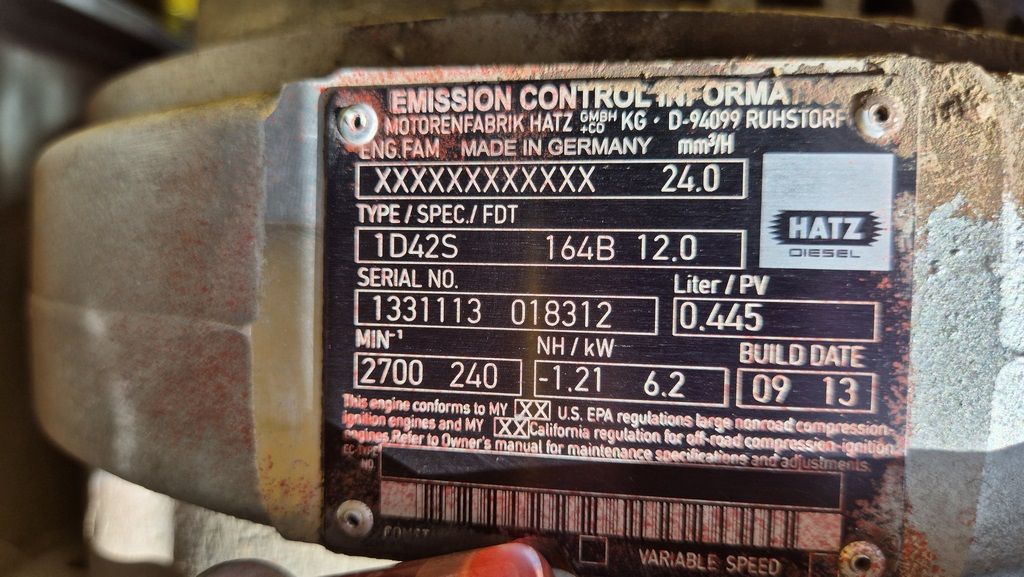 EMISSION CONTROL INFORMA
MOTORENFABRIK HATZ GMBH +CO KG · D-94099 RUHSTORF
ENG.FAM MADE IN GERMANY mm³/H
XXXXXXXXXXXX 24.0
TYPE / SPEC./ FDT
HATZ
DIESEL
1D42S 164B 12.0
SERIAL NO. Liter / PV
1331113 018312 0.445
MIN⁻¹ NH / kW BUILD DATE
2700 240 -1.21 6.2 09 13
This engine conforms to MY XX U.S. EPA regulations large nonroad compression-
ignition engines and MY XX California regulation for off-road compression-ignition
engines. Refer to Owner's manual for maintenance specifications and adjustments
VARIABLE SPEED